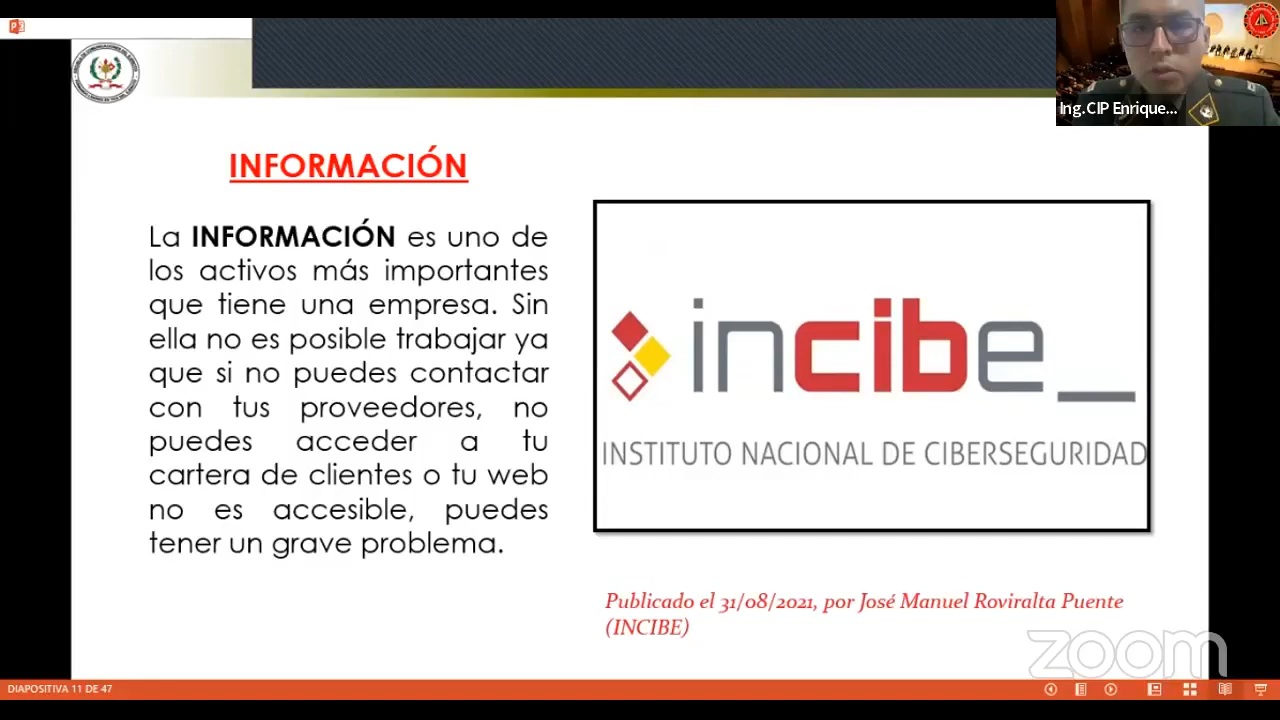 Ing.CIP Enrique...
INFORMACIÓN
La INFORMACIÓN es uno de
los activos más importantes
que tiene una empresa. Sin
ella no es posible trabajar ya
que si no puedes contactar
con tus proveedores, no
puedes acceder a tu
cartera de clientes o tu web
no es accesible, puedes
tener un grave problema.
incibe_
INSTITUTO NACIONAL DE CIBERSEGURIDAD
Publicado el 31/08/2021, por José Manuel Roviralta Puente
(INCIBE)
zoom
DIAPOSITIVA 11 DE 47